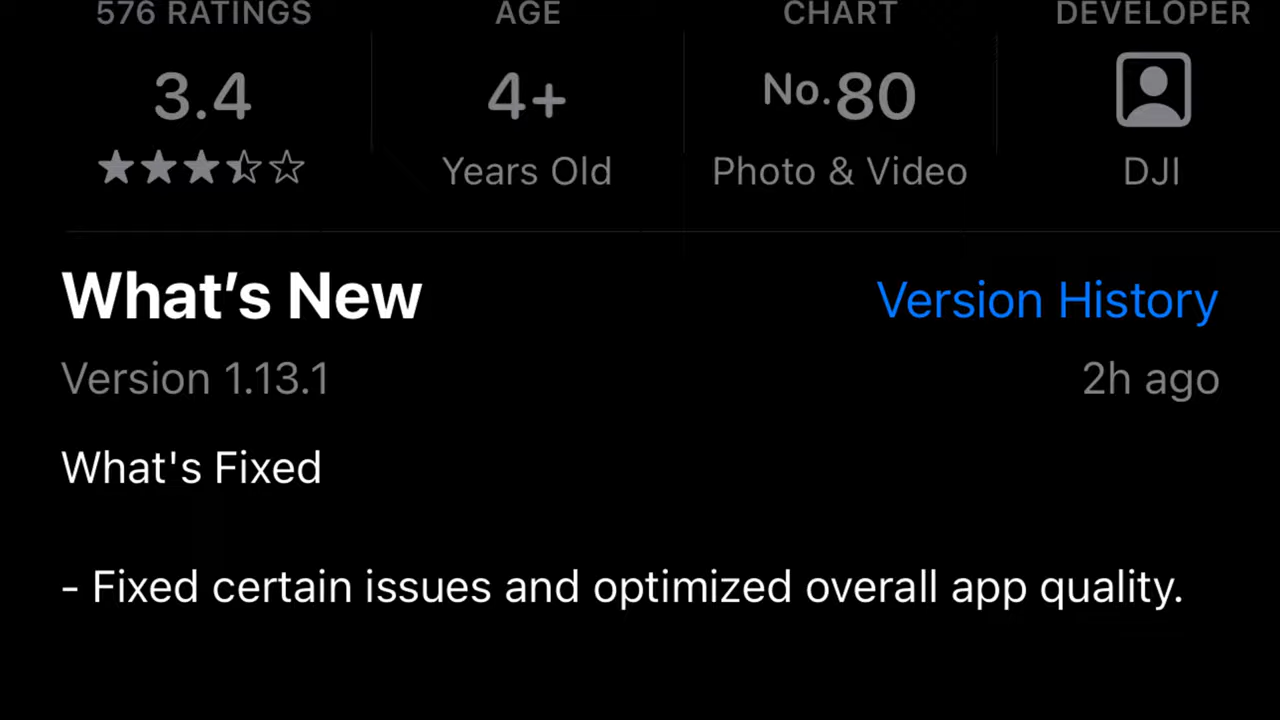 576 RATINGS AGE CHART DEVELOPER
3.4 4+ No.80
Years Old Photo & Video DJI
What’s New Version History
Version 1.13.1 2h ago
What's Fixed
- Fixed certain issues and optimized overall app quality.